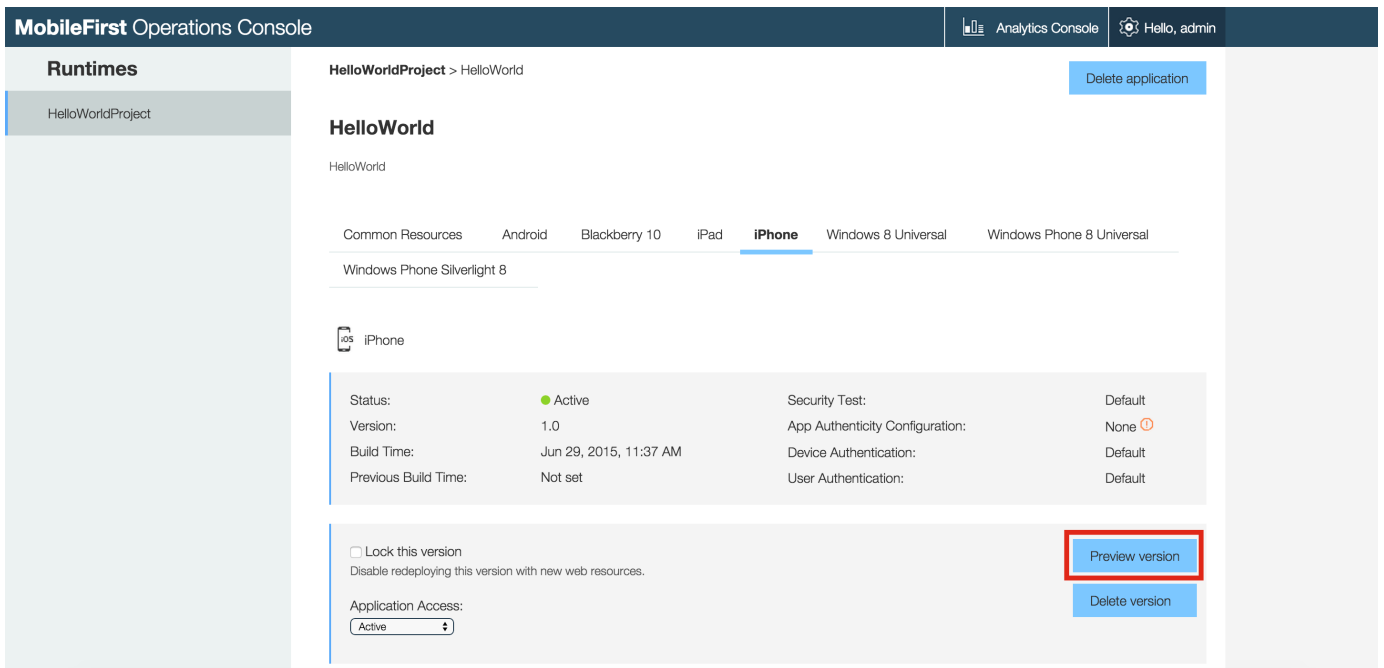 MobileFirst Operations Console
Analytics Console
Hello, admin
Runtimes
HelloWorldProject
HelloWorldProject > HelloWorld
Delete application
HelloWorld
HelloWorld
Common Resources Android Blackberry 10 iPad iPhone Windows 8 Universal Windows Phone 8 Universal
Windows Phone Silverlight 8
iOS iPhone
Status: Active Security Test: Default
Version: 1.0 App Authenticity Configuration: None
Build Time: Jun 29, 2015, 11:37 AM Device Authentication: Default
Previous Build Time: Not set User Authentication: Default
Lock this version
Disable redeploying this version with new web resources.
Preview version
Delete version
Application Access:
Active